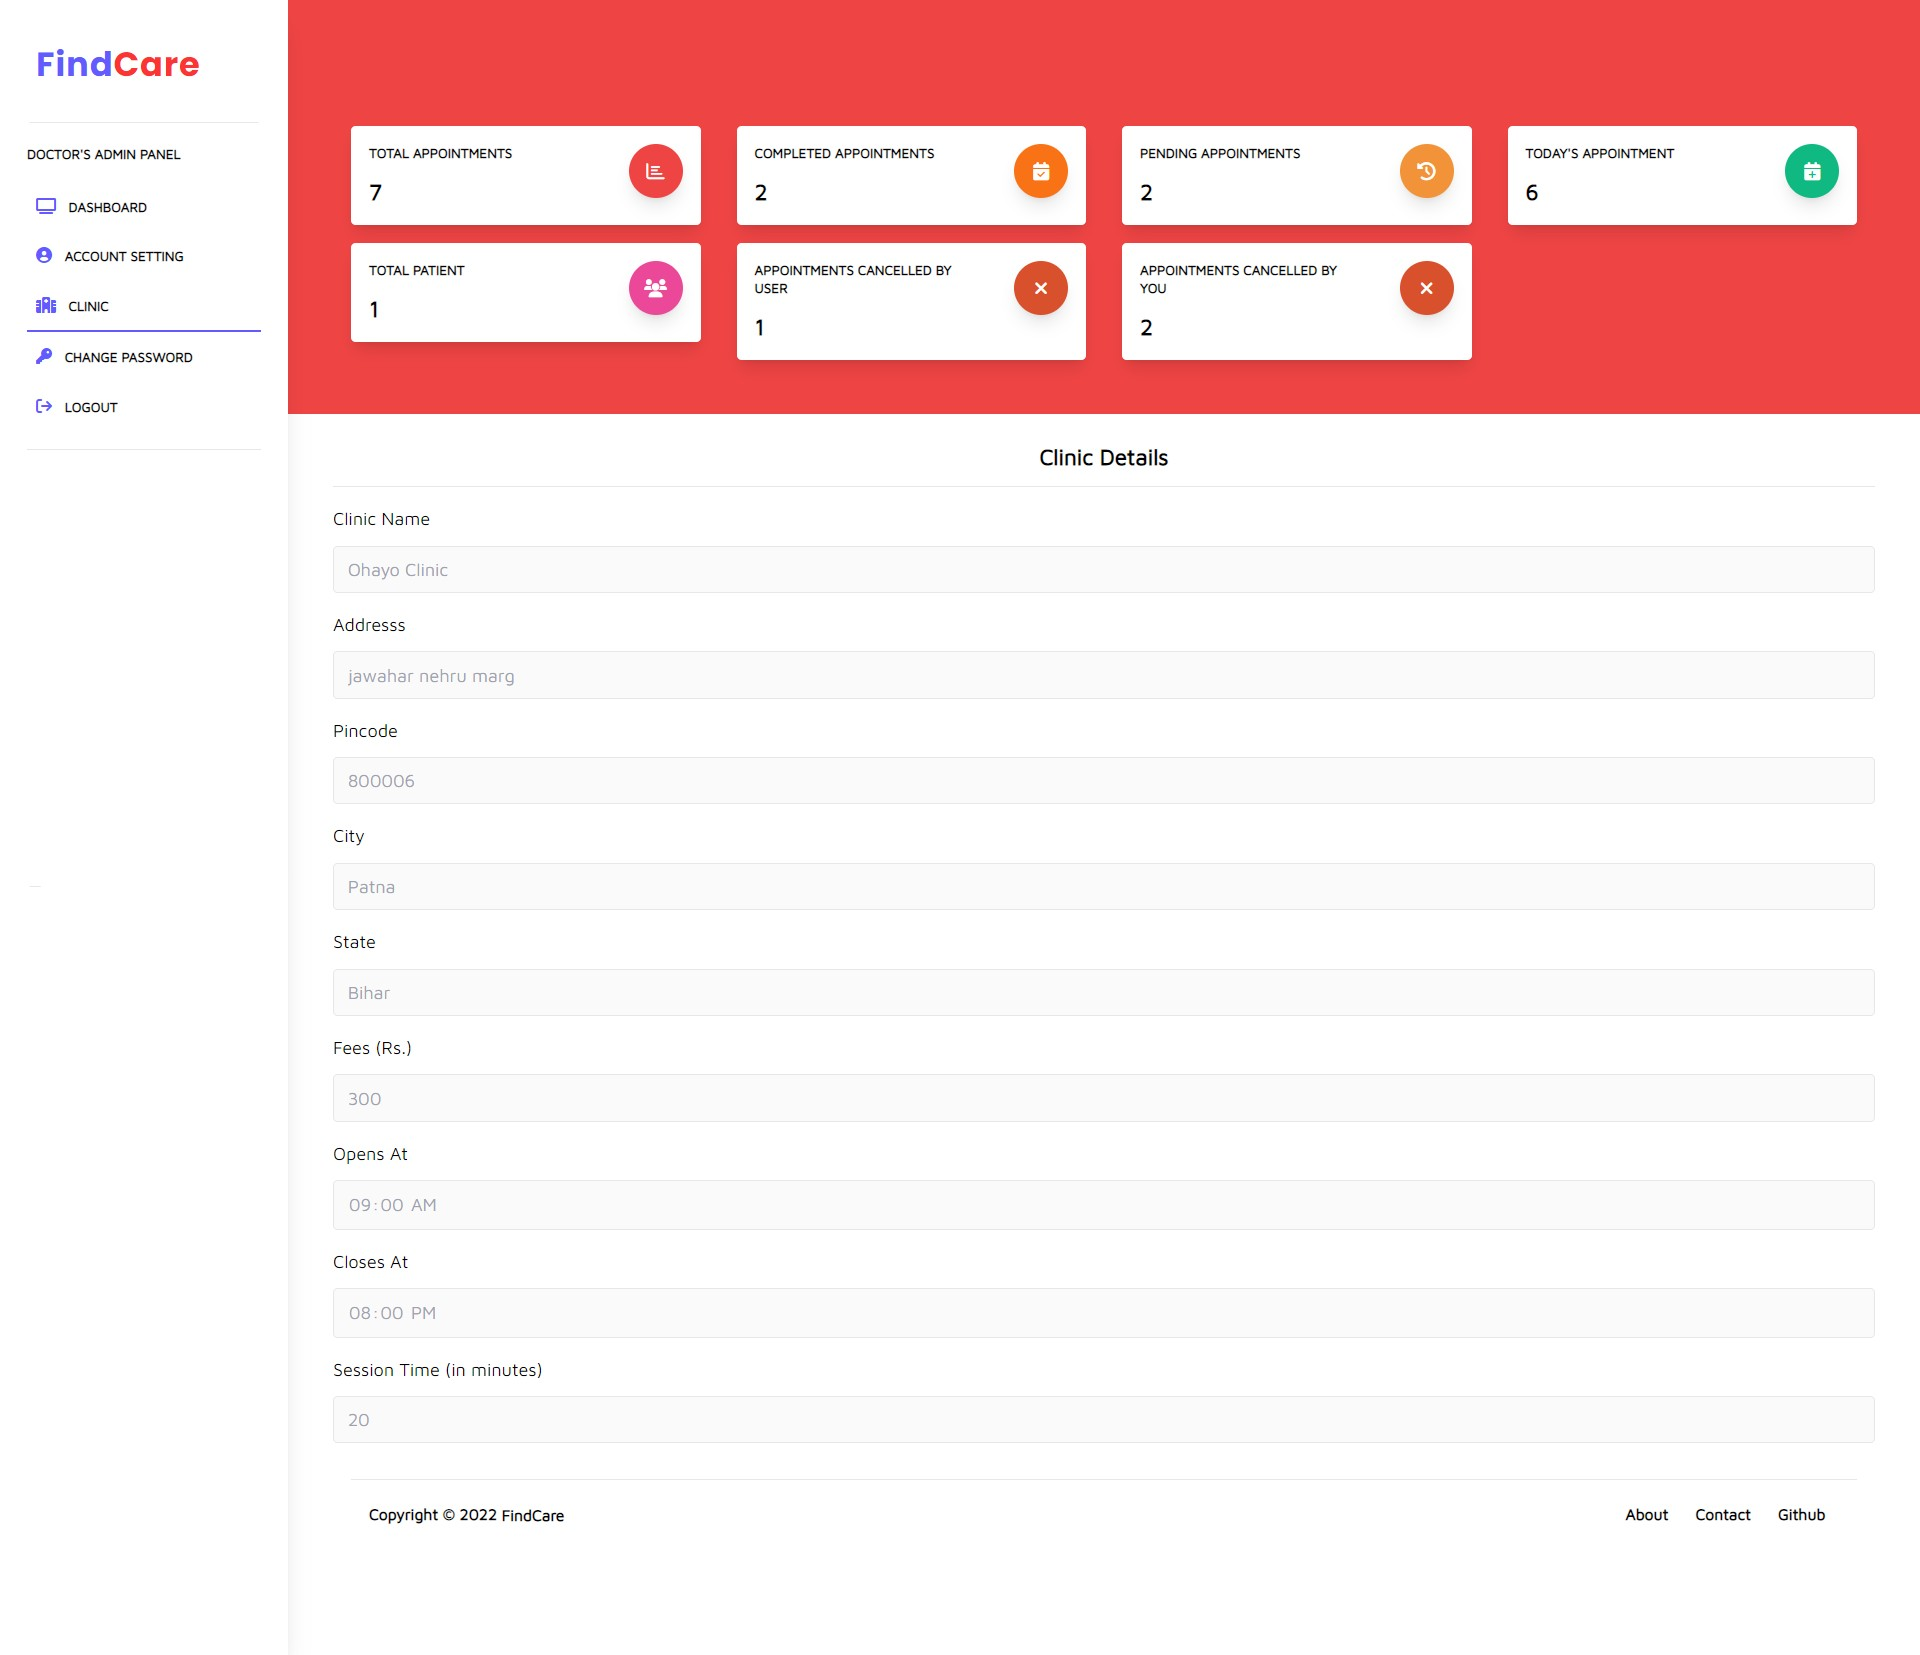 FindCare
DOCTOR'S ADMIN PANEL
DASHBOARD
ACCOUNT SETTING
CLINIC
CHANGE PASSWORD
LOGOUT
TOTAL APPOINTMENTS
7
COMPLETED APPOINTMENTS
2
PENDING APPOINTMENTS
2
TODAY'S APPOINTMENT
6
TOTAL PATIENT
1
APPOINTMENTS CANCELLED BY
USER
1
APPOINTMENTS CANCELLED BY
YOU
2
Clinic Details
Clinic Name
Ohayo Clinic
Addresss
jawahar nehru marg
Pincode
800006
City
Patna
State
Bihar
Fees (Rs.)
300
Opens At
09:00 AM
Closes At
08:00 PM
Session Time (in minutes)
20
Copyright © 2022 FindCare
About Contact Github